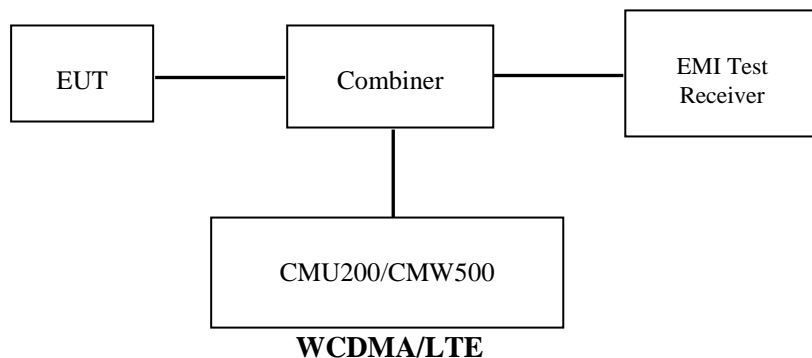 EUT
Combiner
EMI Test
Receiver
CMU200/CMW500
WCDMA/LTE